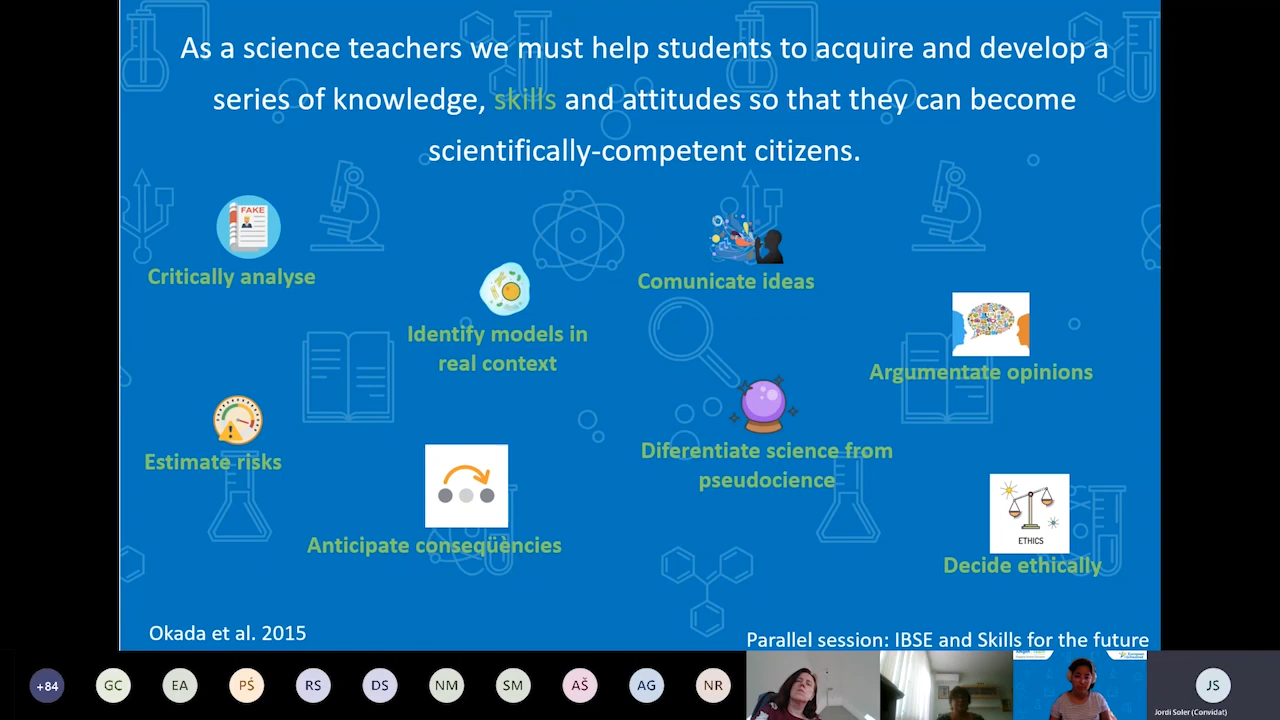 As a science teachers we must help students to acquire and develop a
series of knowledge, skills and attitudes so that they can become
scientifically-competent citizens.
FAKE
Critically analyse
Comunicate ideas
Identify models in
real context
Argumentate opinions
Estimate risks
Diferentiate science from
pseudocience
Anticipate conseqüències
ETHICS
Decide ethically
Okada et al. 2015
Parallel session: IBSE and Skills for the future
+84
GC
EA
PŚ
RS
DS
NM
SM
AŠ
AG
NR
JS
Jordi Soler (Convidat)